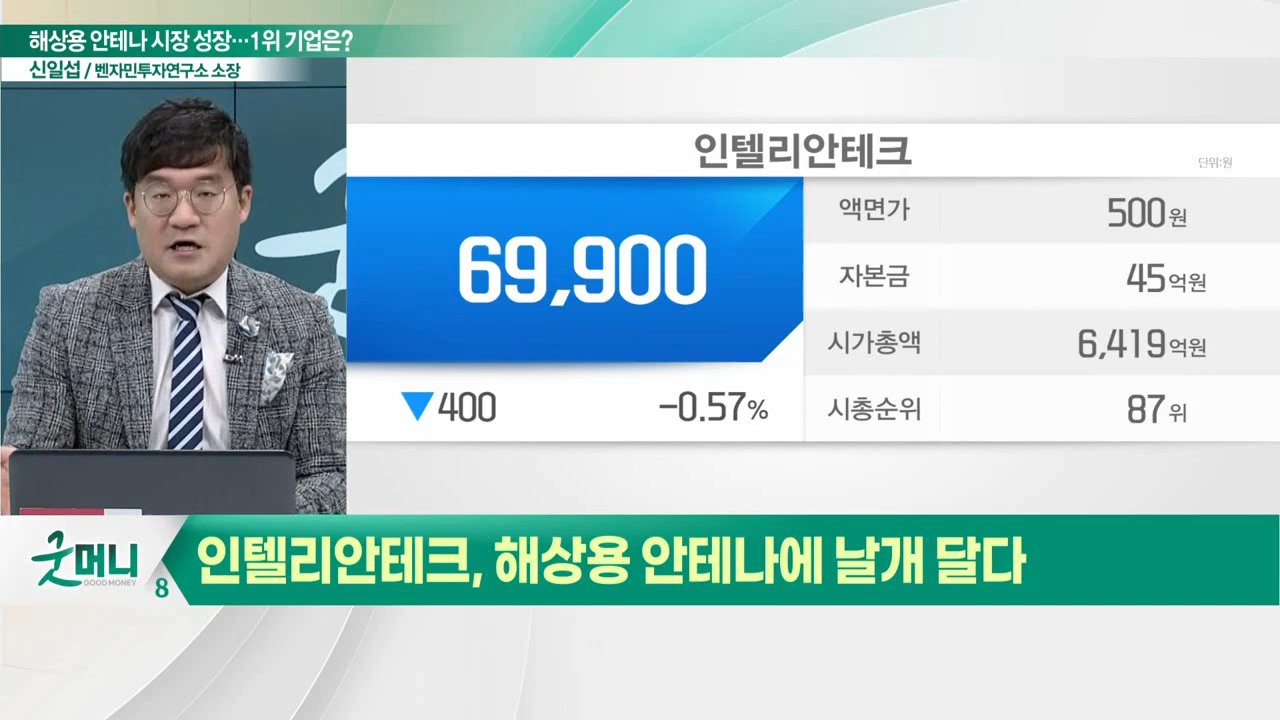 해상용 안테나 시장 성장…1위 기업은?
신일섭 / 벤자민투자연구소 소장
인텔리안테크
단위:원
69,900
▼400 -0.57%
액면가 500원
자본금 45억원
시가총액 6,419억원
시총순위 87위
굿머니
GOOD MONEY
8
인텔리안테크, 해상용 안테나에 날개 달다